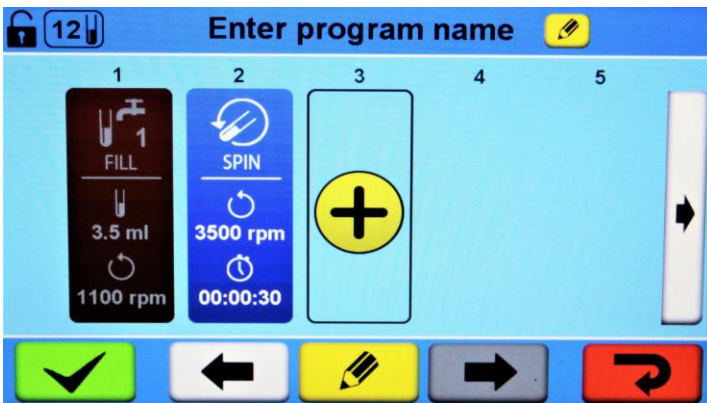 12
Enter program name
1 2 3 4 5
1
FILL
3.5 ml
1100 rpm
SPIN
3500 rpm
00:00:30